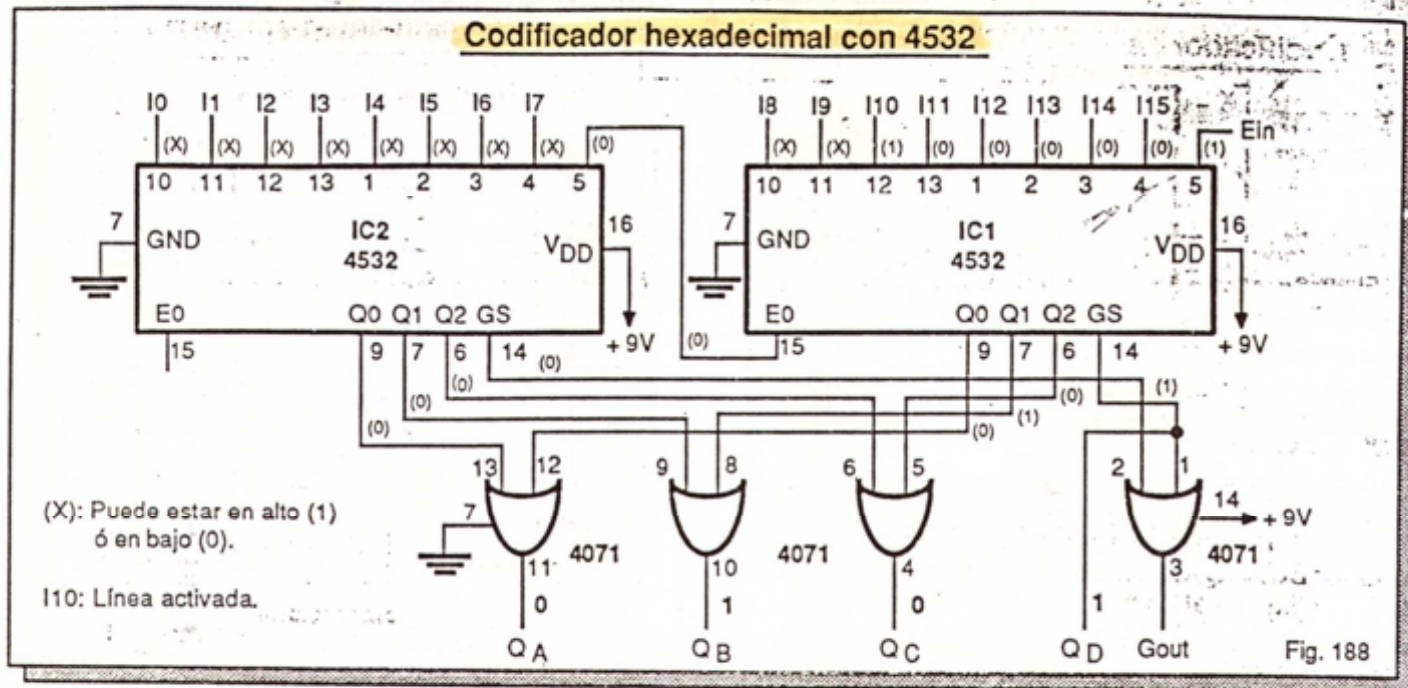 Codificador hexadecimal con 4532
I0 I1 I2 I3 I4 I5 I6 I7 I8 I9 I10 I11 I12 I13 I14 I15 Ein
(X) (X) (X) (X) (X) (X) (X) (X) (0) (X) (X) (1) (0) (0) (0) (0) (0) (1)
10 11 12 13 1 2 3 4 5 10 11 12 13 1 2 3 4 5
7 GND IC2 4532 VDD 16 7 GND IC1 4532 VDD 16
E0 Q0 Q1 Q2 GS + 9V E0 Q0 Q1 Q2 GS + 9V
15 9 7 6 14 (0) (0) 15 9 7 6 14
(0) (0) (0) (0) (1) (0) (1)
13 12 9 8 6 5 2 1
7 4071 4071 14 + 9V 4071
11 10 4 3
0 1 0 1
QA QB QC QD Gout
(X): Puede estar en alto (1)
ó en bajo (0).
I10: Línea activada.
Fig. 188